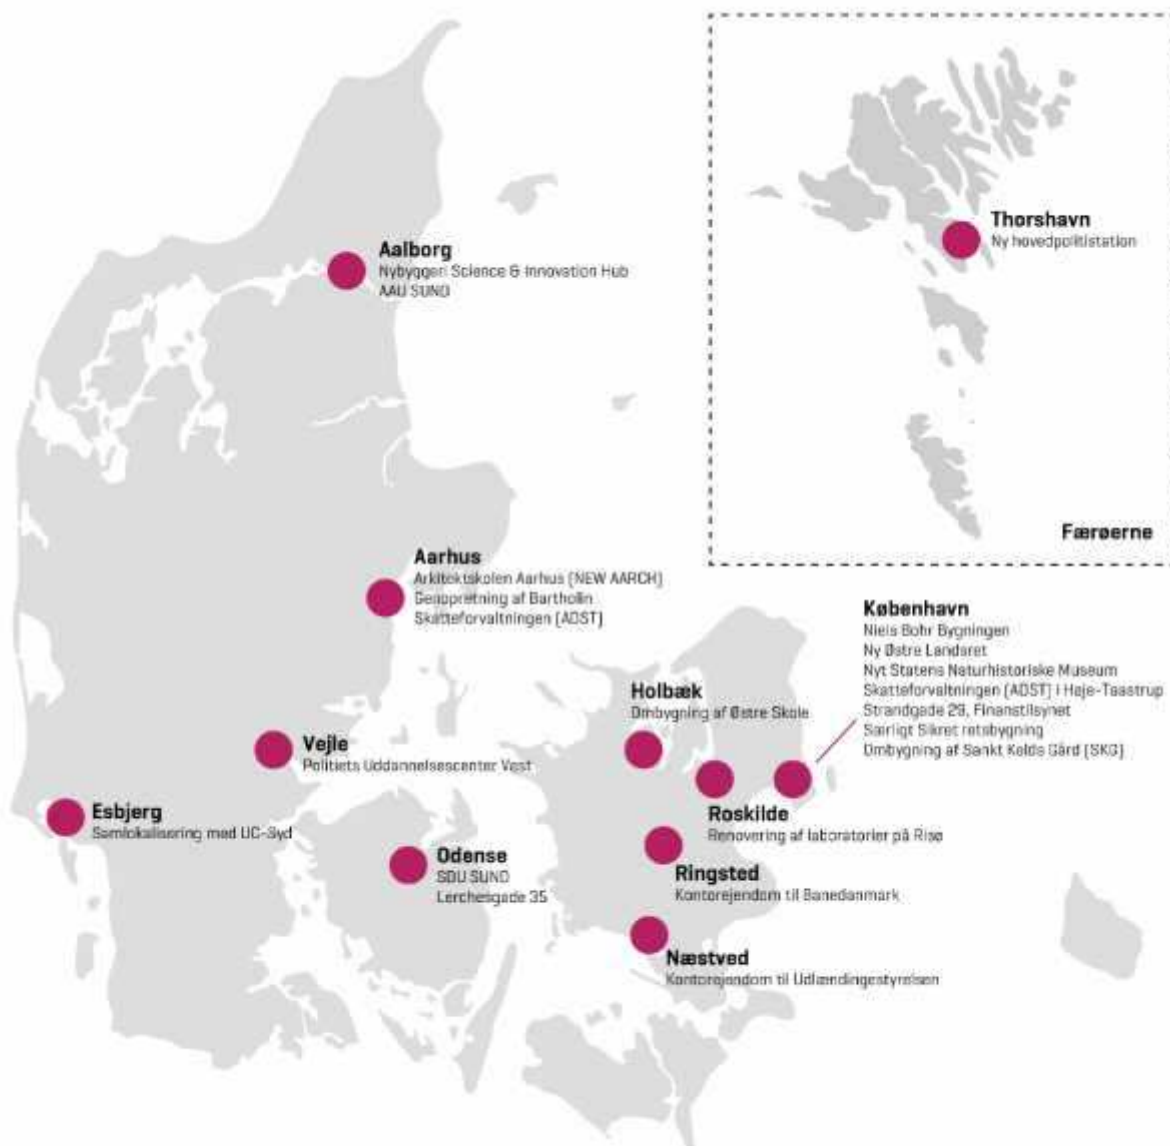 Thorshavn
Ny hovedpolitistation
Færøerne
Aalborg
Nybyggeri Science & Innovation Hub
AAU SUND
Aarhus
Arkitektskolen Aarhus (NEW AARCH)
Genopretning af Bartholin
Skatteforvaltningen (ADST)
København
Niels Bohr Bygningen
Ny Østre Landsret
Nyt Statens Naturhistoriske Museum
Skatteforvaltningen (ADST) i Høje-Taastrup
Strandgade 29, Finanstilsynet
Særligt Sikret retsbygning
Ombygning af Sankt Kjelds Gård (SKG)
Holbæk
Ombygning af Østre Skole
Vejle
Politiets Uddannelsescenter Vest
Roskilde
Renovering af laboratorier på Risø
Esbjerg
Samlokalisering med UC-Syd
Odense
SDU SUND
Lerchesgade 35
Ringsted
Kontorejendom til Banedanmark
Næstved
Kontorejendom til Udlændingestyrelsen